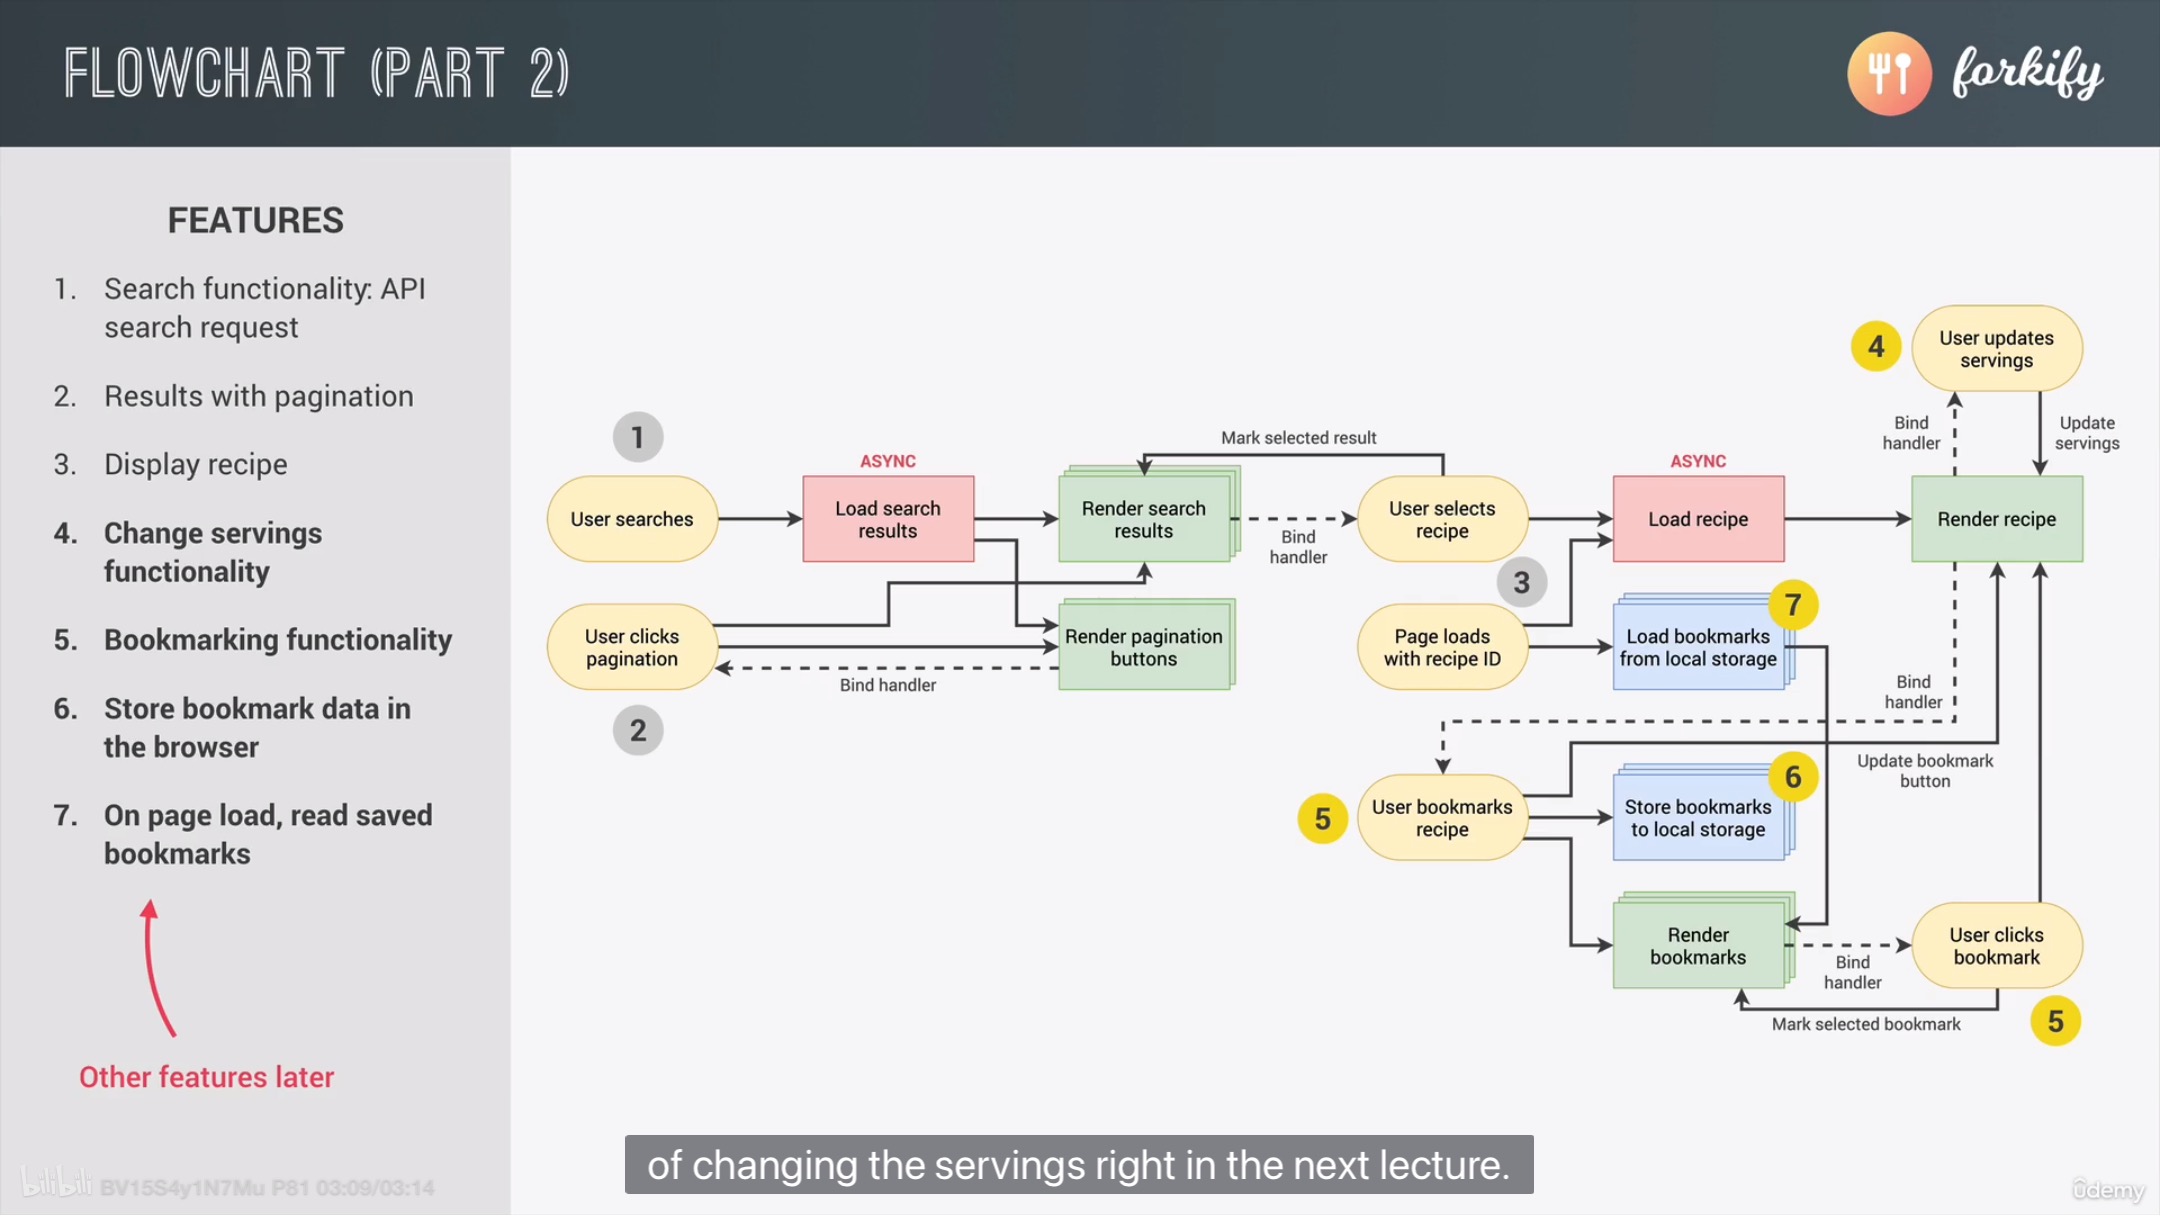 FLOWCHART (PART 2)
forkify
FEATURES
1. Search functionality: API
search request
2. Results with pagination
3. Display recipe
4. Change servings
functionality
5. Bookmarking functionality
6. Store bookmark data in
the browser
7. On page load, read saved
bookmarks
Other features later
1
User searches
ASYNC
Load search
results
Render search
results
Mark selected result
Bind
handler
User selects
recipe
3
ASYNC
Load recipe
Render recipe
4
User updates
servings
Bind
handler
Update
servings
User clicks
pagination
2
Bind handler
Render pagination
buttons
Page loads
with recipe ID
Load bookmarks
from local storage
7
Bind
handler
Update bookmark
button
5
User bookmarks
recipe
Store bookmarks
to local storage
6
Render
bookmarks
Bind
handler
User clicks
bookmark
Mark selected bookmark
5
of changing the servings right in the next lecture.
bilibili BV15S4y1N7Mu P81 03:09/03:14
ûdemy